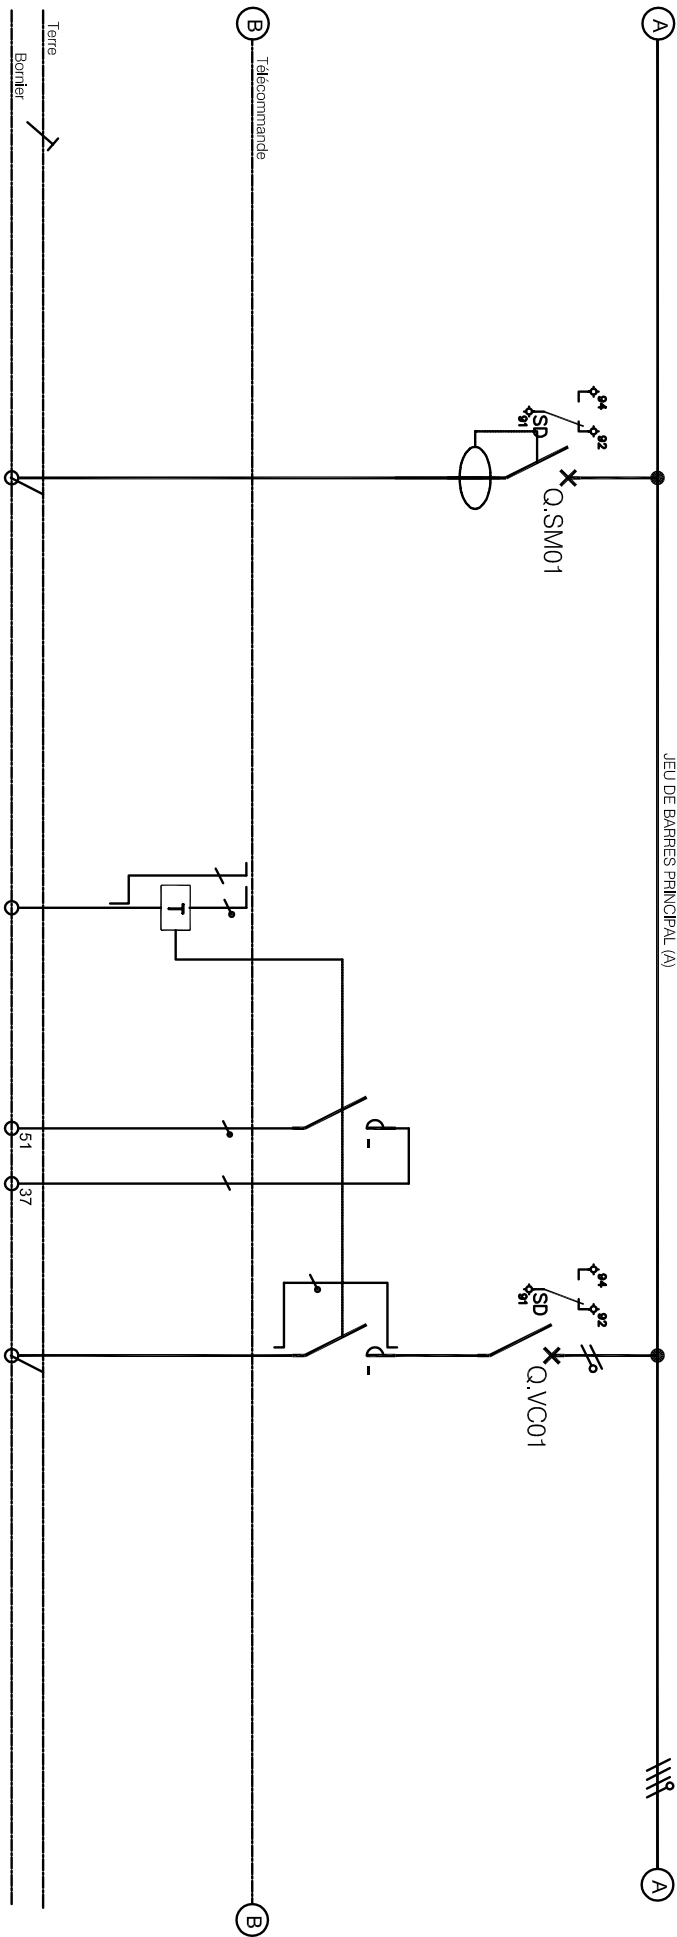 A
JEU DE BARRES PRINCIPAL (A)
A
94
92
SD
91
Q.SM01
94
92
SD
91
Q.VC01
B
Télécommande
B
T
Terre
Bornier
51
37